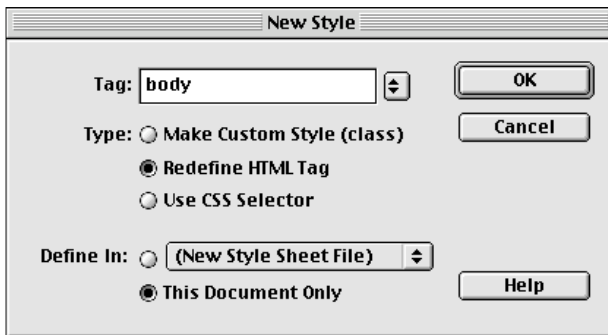 New Style
Tag: body
OK
Type: Make Custom Style (class)
Cancel
Redefine HTML Tag
Use CSS Selector
Define In: (New Style Sheet File)
This Document Only
Help